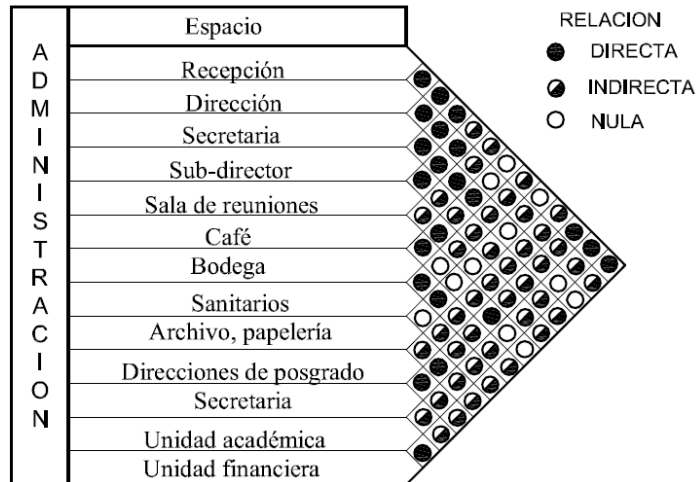 ADMINISTRACION
Espacio
Recepción
Dirección
Secretaria
Sub-director
Sala de reuniones
Café
Bodega
Sanitarios
Archivo, papelería
Direcciones de posgrado
Secretaria
Unidad académica
Unidad financiera
RELACION
DIRECTA
INDIRECTA
NULA